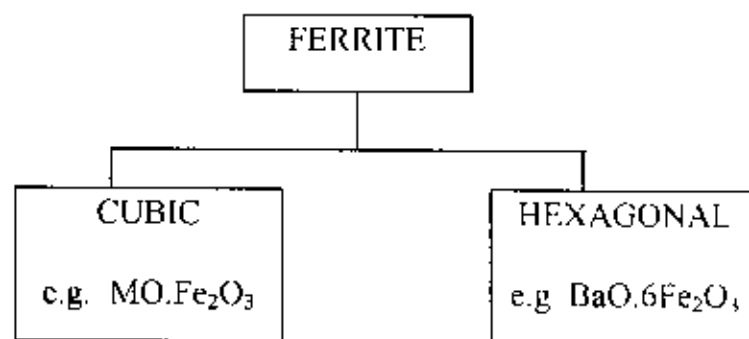 FERRITE
CUBIC
e.g. MO.Fe₂O₃
HEXAGONAL
e.g BaO.6Fe₂O₃